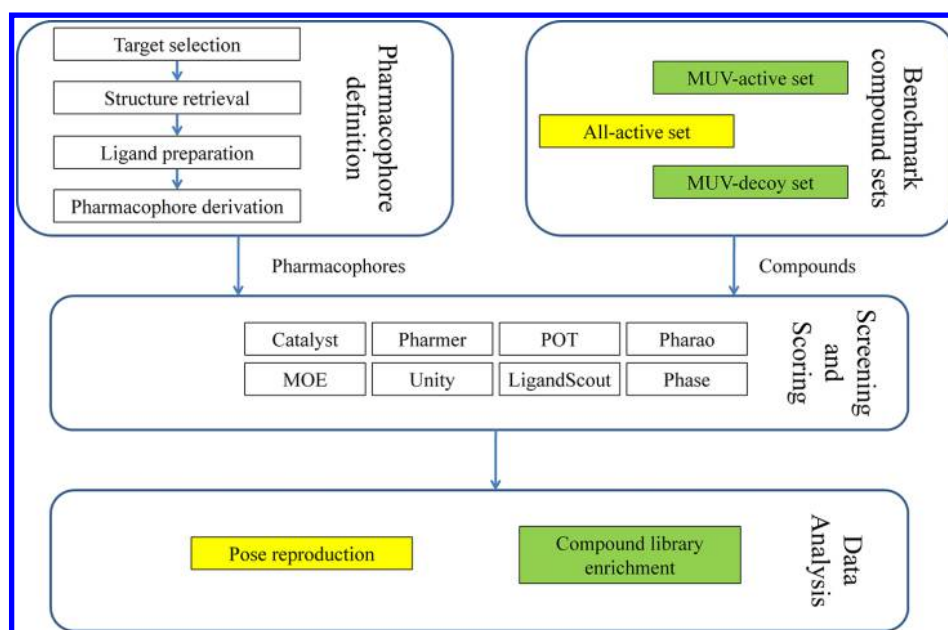 Target selection
Structure retrieval
Ligand preparation
Pharmacophore derivation
Pharmacophore
definition
MUV-active set
All-active set
MUV-decoy set
Benchmark
compound sets
Pharmacophores
Compounds
Catalyst
Pharmer
POT
Pharao
MOE
Unity
LigandScout
Phase
Screening
and
Scoring
Pose reproduction
Compound library
enrichment
Data
Analysis